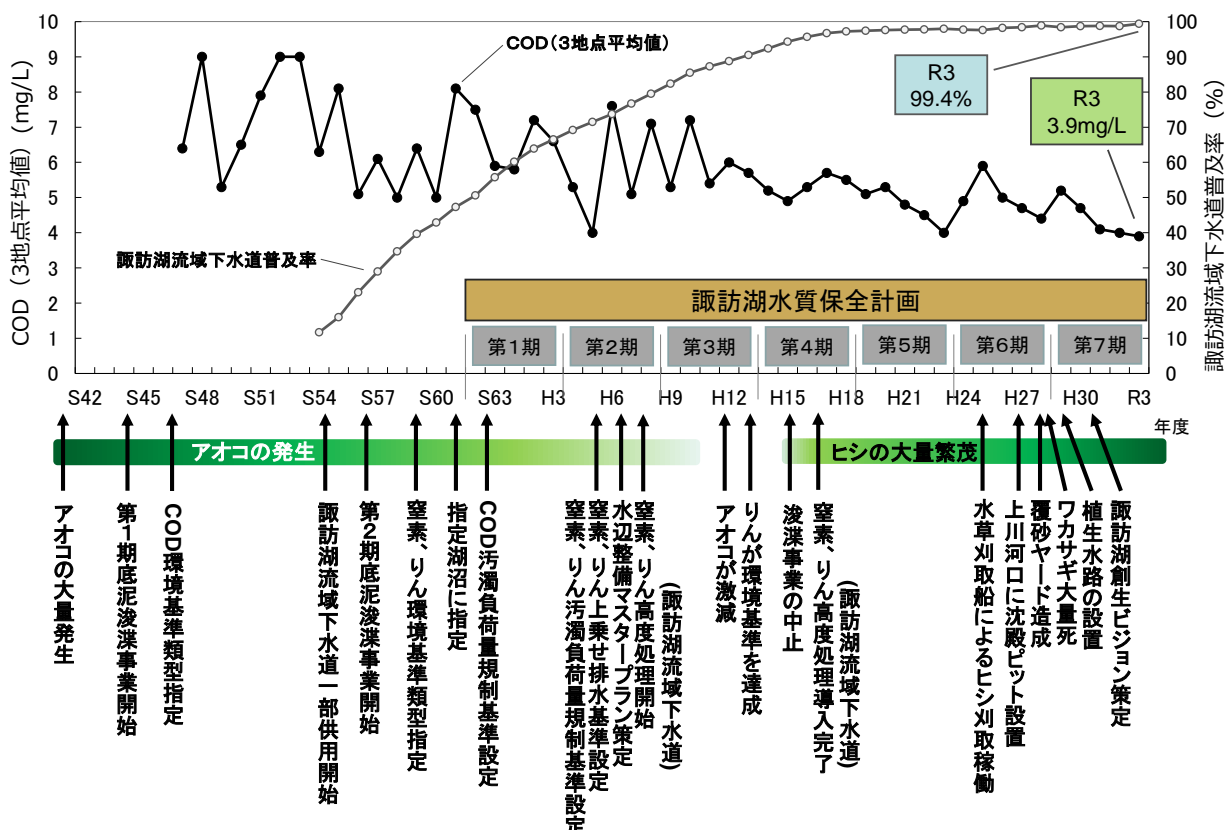 COD (3地点平均値) (mg/L)
10
9
8
7
6
5
4
3
2
1
0
諏訪湖流域下水道普及率 (%)
100
90
80
70
60
50
40
30
20
10
0
COD(3地点平均値)
諏訪湖流域下水道普及率
R3
99.4%
R3
3.9mg/L
諏訪湖水質保全計画
第1期 第2期 第3期 第4期 第5期 第6期 第7期
S42 S45 S48 S51 S54 S57 S60 S63 H3 H6 H9 H12 H15 H18 H21 H24 H27 H30 R3
年度
アオコの発生
ヒシの大量繁茂
アオコの大量発生
第1期底泥浚渫事業開始
COD環境基準類型指定
諏訪湖流域下水道一部供用開始
第2期底泥浚渫事業開始
窒素、りん環境基準類型指定
指定湖沼に指定
COD汚濁負荷量規制基準設定
窒素、りん汚濁負荷量規制基準設定
窒素、りん上乗せ排水基準設定
水辺整備マスタープラン策定
窒素、りん高度処理開始
(諏訪湖流域下水道)
アオコが激減
りんが環境基準を達成
浚渫事業の中止
窒素、りん高度処理導入完了
(諏訪湖流域下水道)
水草刈取船によるヒシ刈取稼働
上川河口に沈殿ピット設置
覆砂ヤード造成
ワカサギ大量死
植生水路の設置
諏訪湖創生ビジョン策定